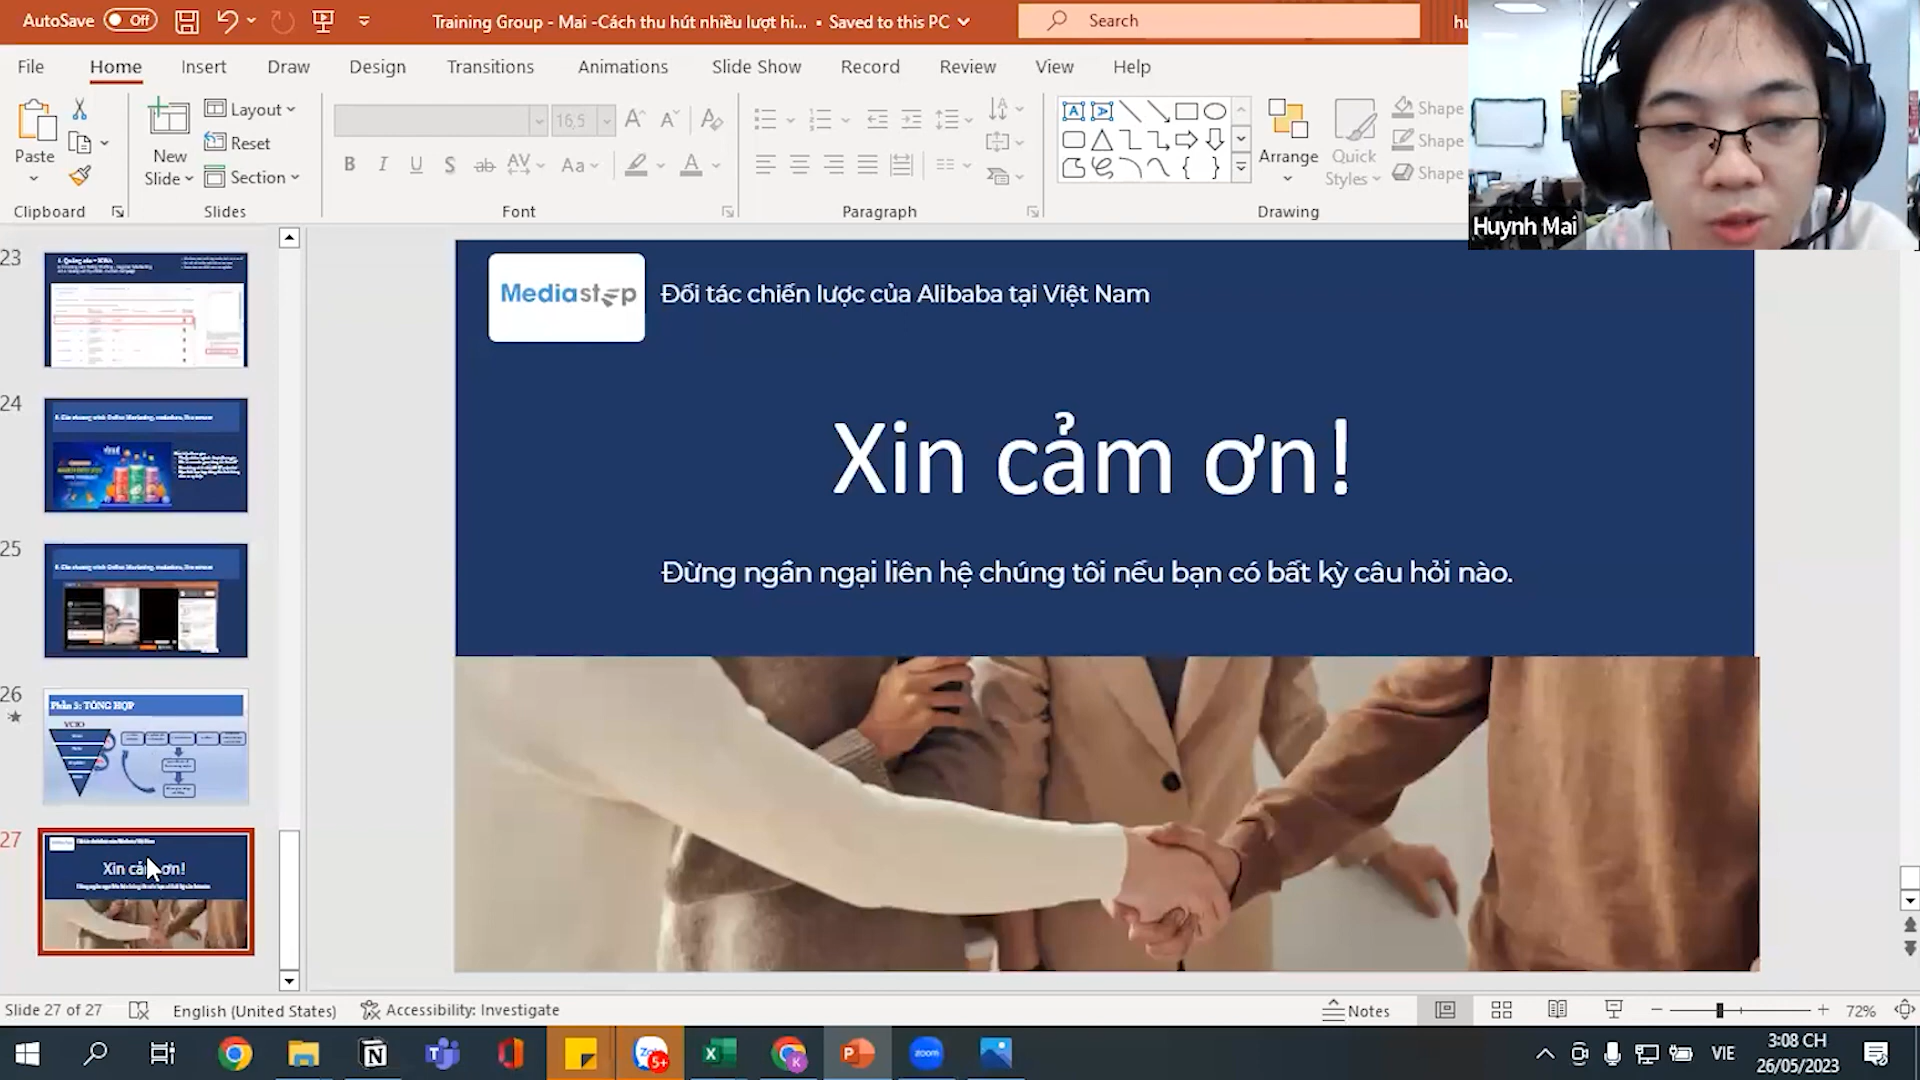 AutoSave Off
Training Group - Mai -Cách thu hút nhiều lượt hi... • Saved to this PC
Search
File Home Insert Draw Design Transitions Animations Slide Show Record Review View Help
Paste
New Slide
Layout
Reset
Section
16,5
Arrange
Quick Styles
Shape
Shape
Shape
Clipboard Slides Font Paragraph Drawing
Huynh Mai
23
24
25
26
Phần 3: TỔNG HỢP
27
Xin cảm ơn!
Mediastep
Đối tác chiến lược của Alibaba tại Việt Nam
Xin cảm ơn!
Đừng ngần ngại liên hệ chúng tôi nếu bạn có bất kỳ câu hỏi nào.
Slide 27 of 27 English (United States) Accessibility: Investigate Notes 72%
zoom
5+
VIE
3:08 CH
26/05/2023